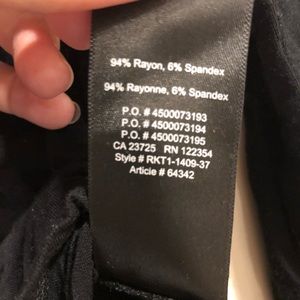 94% Rayon, 6% Spandex
94% Rayonne, 6% Spandex
P.O. # 4500073193
P.O. # 4500073194
P.O. # 4500073195
CA 23725 RN 122354
Style # RKT1-1409-37
Article # 64342